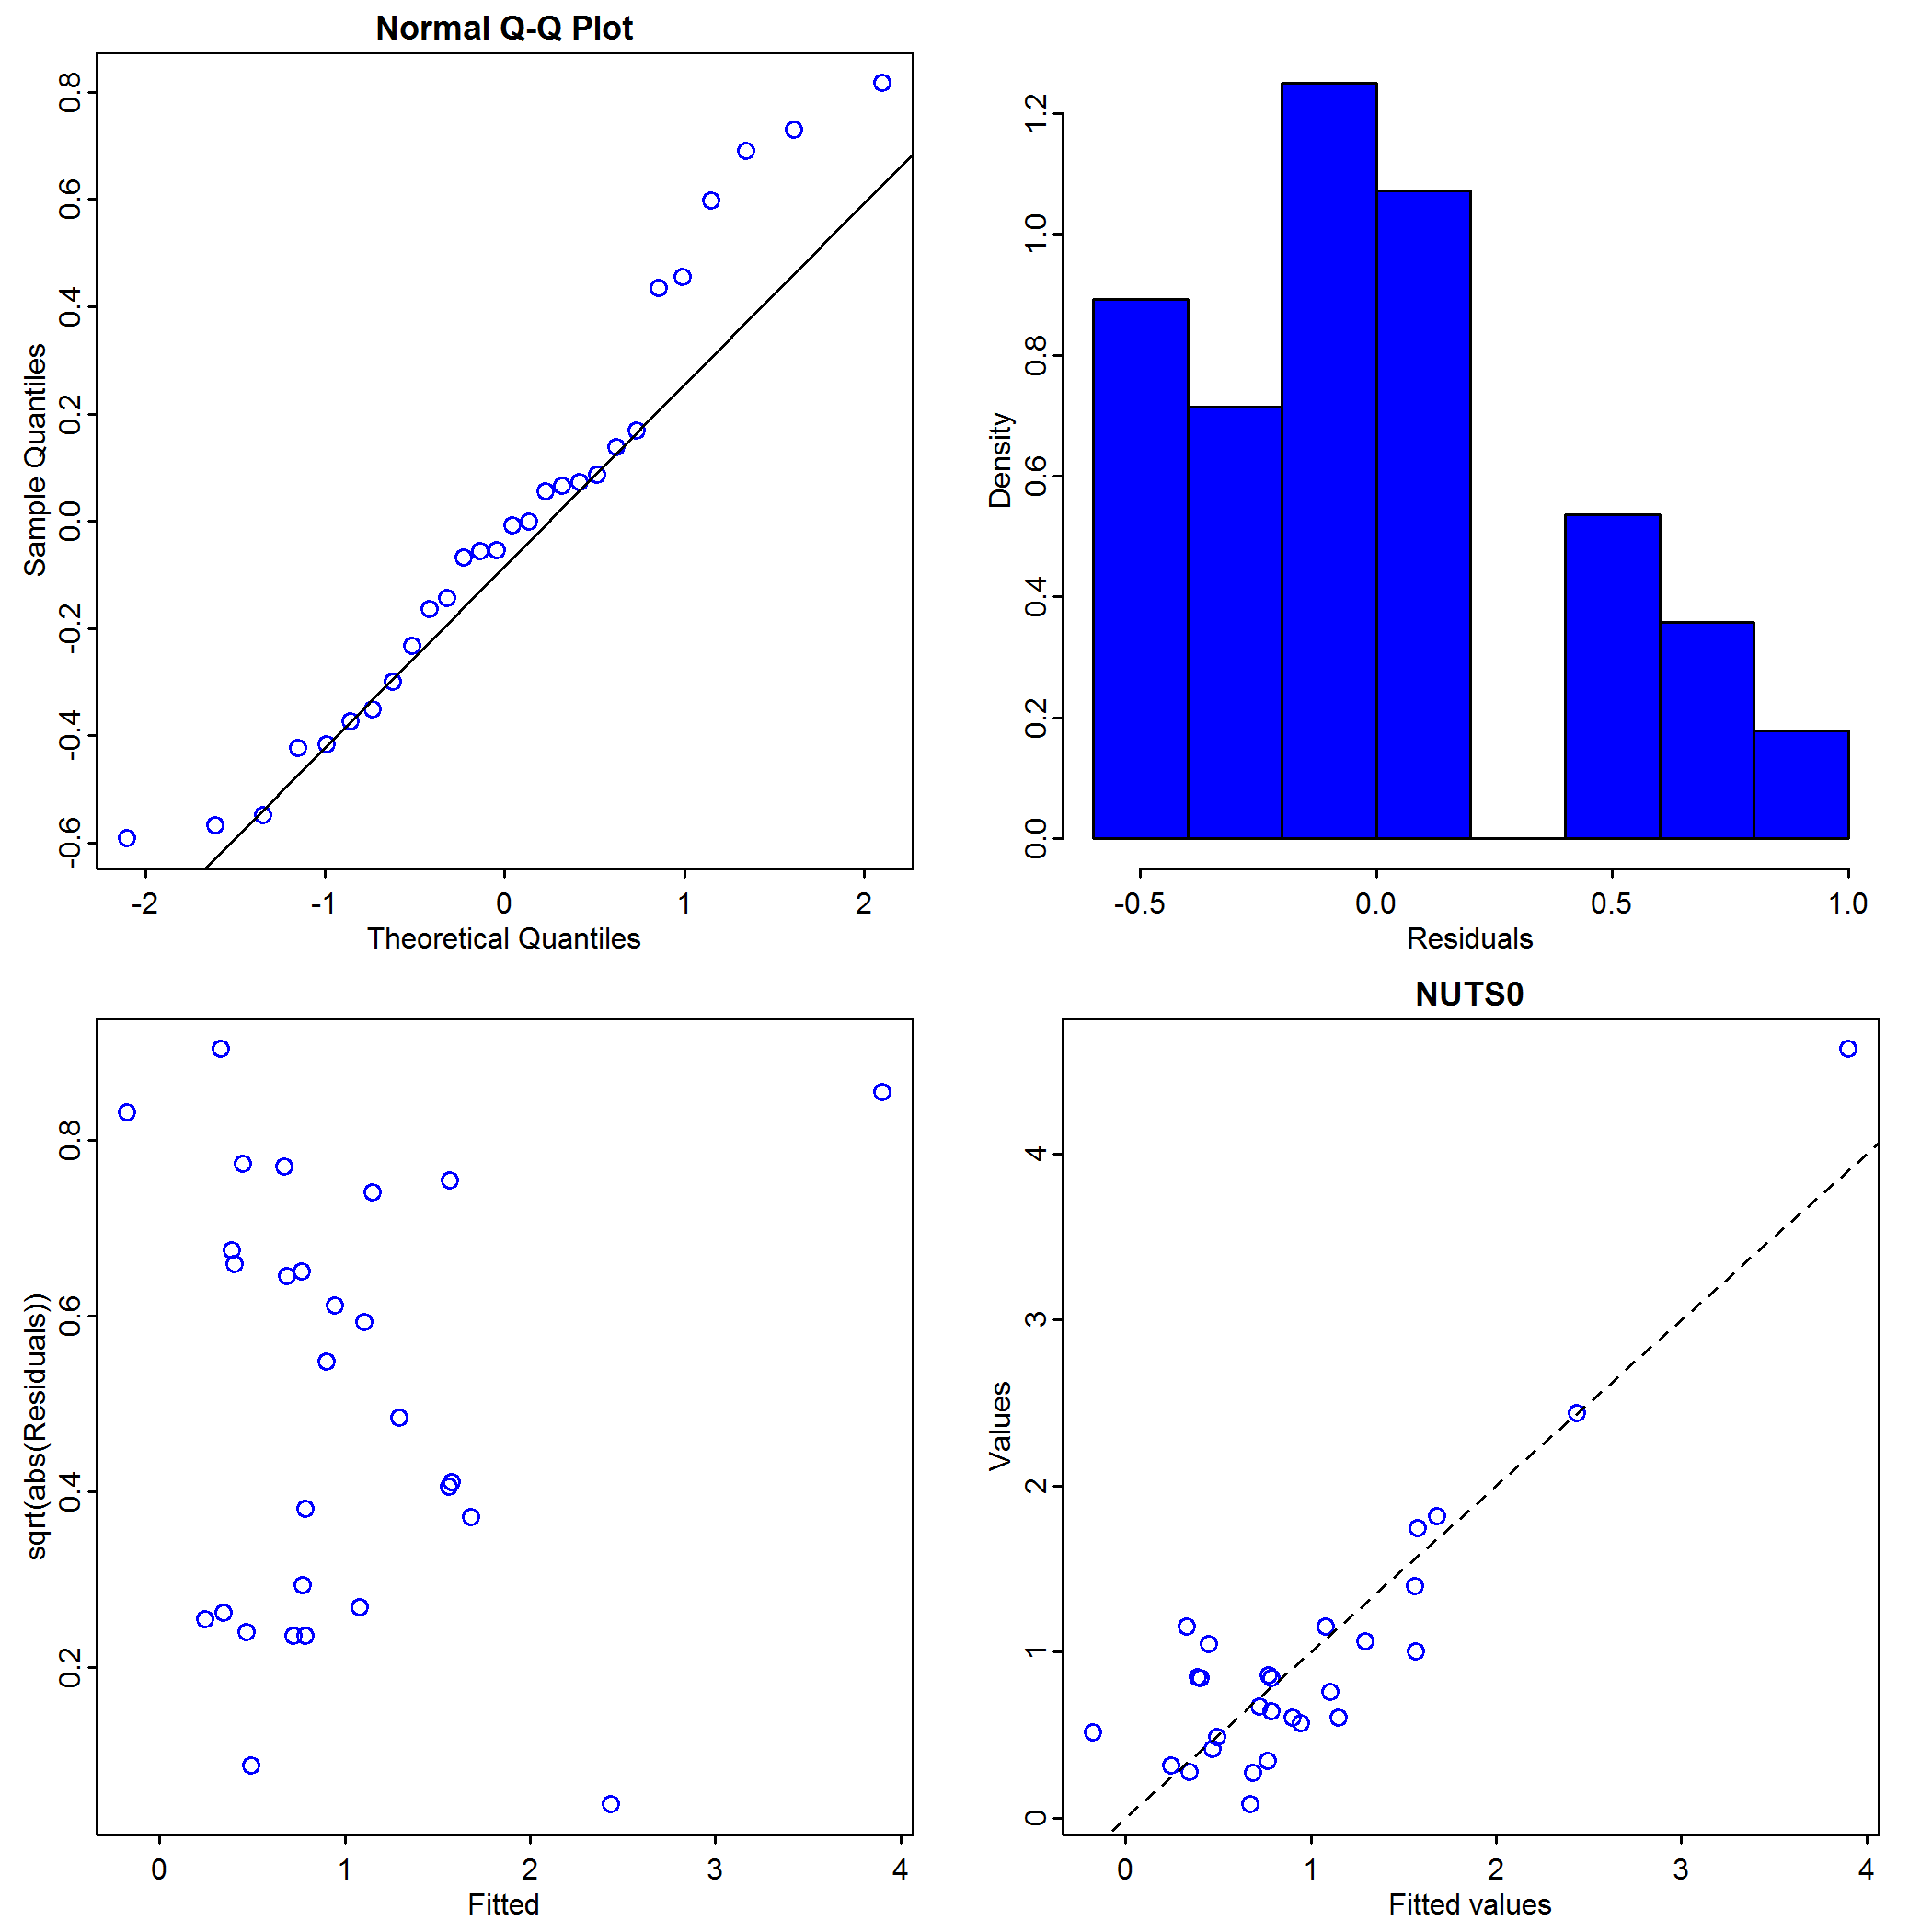 Normal Q-Q Plot
Sample Quantiles
0.8
0.6
0.4
0.2
0.0
-0.2
-0.4
-0.6
-2 -1 0 1 2
Theoretical Quantiles
Density
1.2
1.0
0.8
0.6
0.4
0.2
0.0
-0.5 0.0 0.5 1.0
Residuals
sqrt(abs(Residuals))
0.8
0.6
0.4
0.2
0 1 2 3 4
Fitted
NUTS0
Values
4
3
2
1
0
0 1 2 3 4
Fitted values